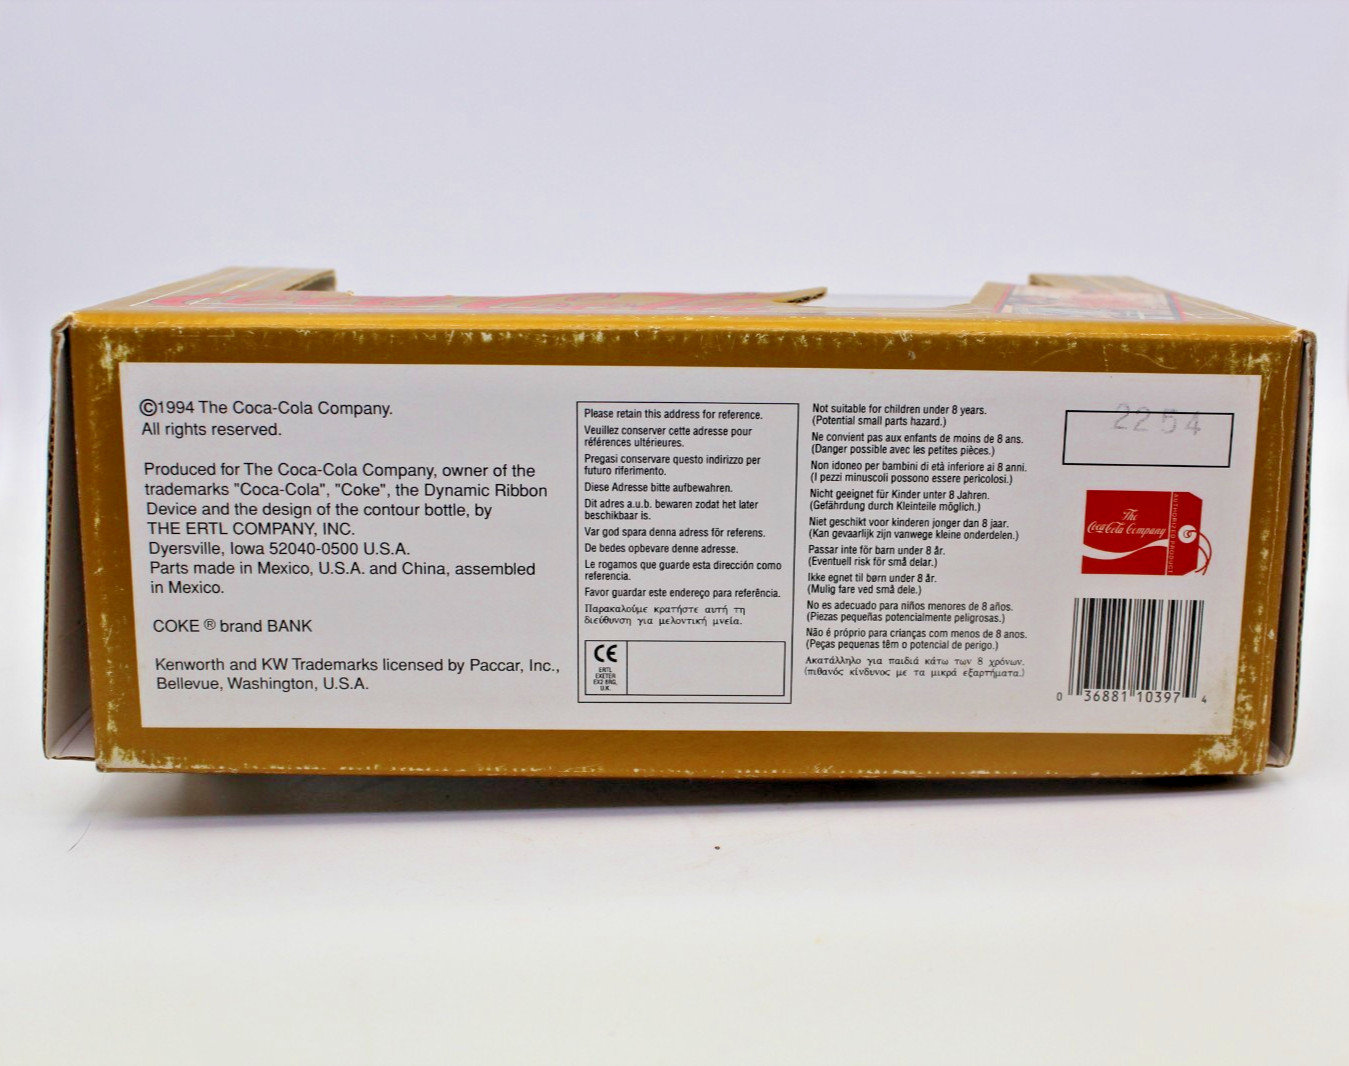 ©1994 The Coca-Cola Company.
All rights reserved.
Produced for The Coca-Cola Company, owner of the
trademarks "Coca-Cola", "Coke", the Dynamic Ribbon
Device and the design of the contour bottle, by
THE ERTL COMPANY, INC.
Dyersville, Iowa 52040-0500 U.S.A.
Parts made in Mexico, U.S.A. and China, assembled
in Mexico.
COKE ® brand BANK
Kenworth and KW Trademarks licensed by Paccar, Inc.,
Bellevue, Washington, U.S.A.
Please retain this address for reference.
Veuillez conserver cette adresse pour
références ultérieures.
Pregasi conservare questo indirizzo per
futuro riferimento.
Diese Adresse bitte aufbewahren.
Dit adres a.u.b. bewaren zodat het later
beschikbaar is.
Var god spara denna adress för referens.
De bedes opbevare denne adresse.
Le rogamos que guarde esta dirección como
referencia.
Favor guardar este endereço para referência.
Παρακαλούμε κρατήστε αυτή τη
διεύθυνση για μελοντική μνεία.
CE
ERTL
EXETER
EX2 8RG,
U.K.
Not suitable for children under 8 years.
(Potential small parts hazard.)
Ne convient pas aux enfants de moins de 8 ans.
(Danger possible avec les petites pièces.)
Non idoneo per bambini di età inferiore ai 8 anni.
(I pezzi minuscoli possono essere pericolosi.)
Nicht geeignet für Kinder unter 8 Jahren.
(Gefährdung durch Kleinteile möglich.)
Niet geschikt voor kinderen jonger dan 8 jaar.
(Kan gevaarlijk zijn vanwege kleine onderdelen.)
Passar inte för barn under 8 år.
(Eventuell risk för små delar.)
Ikke egnet til børn under 8 år.
(Mulig fare ved små dele.)
No es adecuado para niños menores de 8 años.
(Piezas pequeñas potencialmente peligrosas.)
Não é próprio para crianças com menos de 8 anos.
(Peças pequenas têm o potencial de perigo.)
Ακατάλληλο για παιδιά κάτω των 8 χρόνων.
(πιθανός κίνδυνος με τα μικρά εξαρτήματα.)
2254
The
Coca-Cola Company
AUTHORIZED PRODUCT
0 36881 10397 4